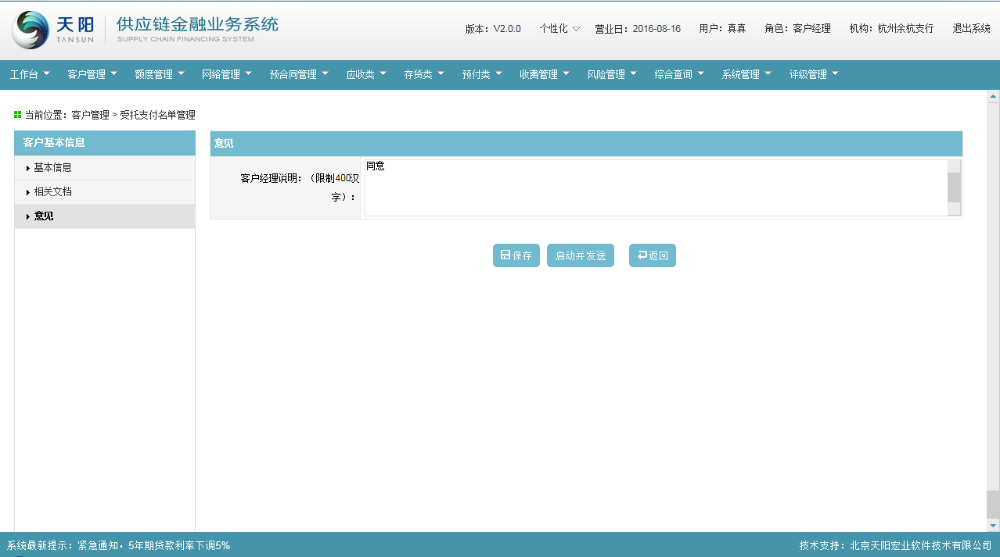 天阳 供应链金融业务系统
TANSUN SUPPLY CHAIN FINANCING SYSTEM
版本：V2.0.0 个性化 营业日：2016-08-16 用户：真真 角色：客户经理 机构：杭州余杭支行 退出系统
工作台 客户管理 额度管理 网络管理 预合同管理 应收类 存货类 预付类 收费管理 风险管理 综合查询 系统管理 评级管理
当前位置：客户管理 > 受托支付名单管理
客户基本信息
基本信息
相关文档
意见
意见
客户经理说明：（限制400汉
字）：
同意
保存 启动并发送 返回
系统最新提示：紧急通知，5年期贷款利率下调5% 技术支持：北京天阳宏业软件技术有限公司